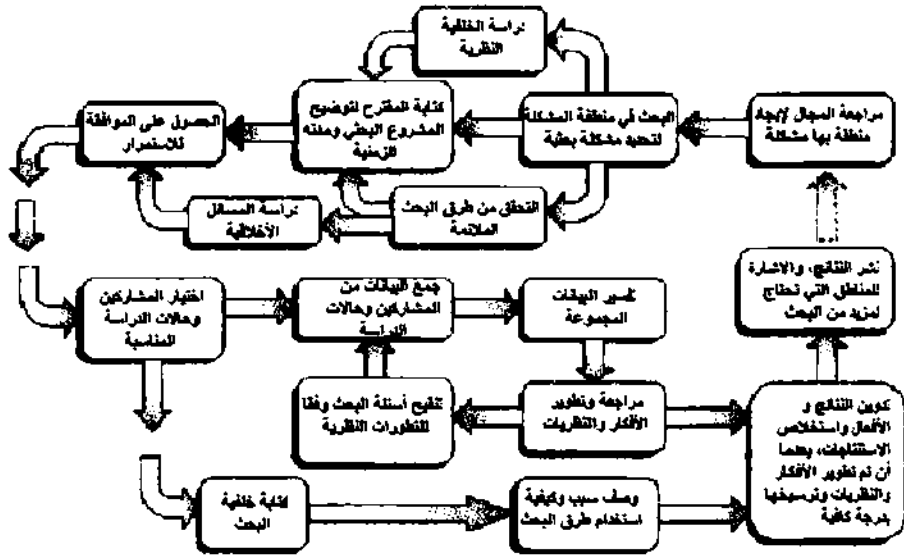 دراسة الخلفية
النظرية
مراجعة المجال لإيجاد
منطقة بها مشكلة
البحث في منطقة المشكلة
لتحديد مشكلة بحثية
كتابة المقترح لتوضيح
المشروع البحثي ومدته
الزمنية
الحصول على الموافقة
للاستمرار
التحقق من طرق البحث
الملائمة
دراسة المسائل
الأخلاقية
نشر النتائج، والاشارة
للمناطق التي تحتاج
لمزيد من البحث
اختيار المشاركين
وحالات الدراسة
المناسبة
جمع البيانات من
المشاركين وحالات
الدراسة
تفسير البيانات
المجموعة
تنقيح أسئلة البحث وفقا
للتطورات النظرية
مراجعة وتطوير
الأفكار والنظريات
تكوين النتائج و
الأفعال واستخلاص
الاستنتاجات، بعدما
أن تم تطوير الأفكار
والنظريات وترسيخها
بدرجة كافية
كتابة خلفية
البحث
وصف سبب وكيفية
استخدام طرق البحث